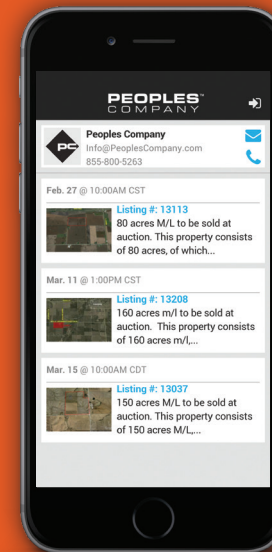 PEOPLES™
COMPANY
PC
Peoples Company
Info@PeoplesCompany.com
855-800-5263
Feb. 27 @ 10:00AM CST
Listing #: 13113
80 acres M/L to be sold at
auction. This property consists
of 80 acres, of which...
Mar. 11 @ 1:00PM CST
Listing #: 13208
160 acres m/l to be sold at
auction.  This property consists
of 160 acres m/l,...
Mar. 15 @ 10:00AM CDT
Listing #: 13037
150 acres M/L to be sold at
auction. This property consists
of 150 acres M/L,...